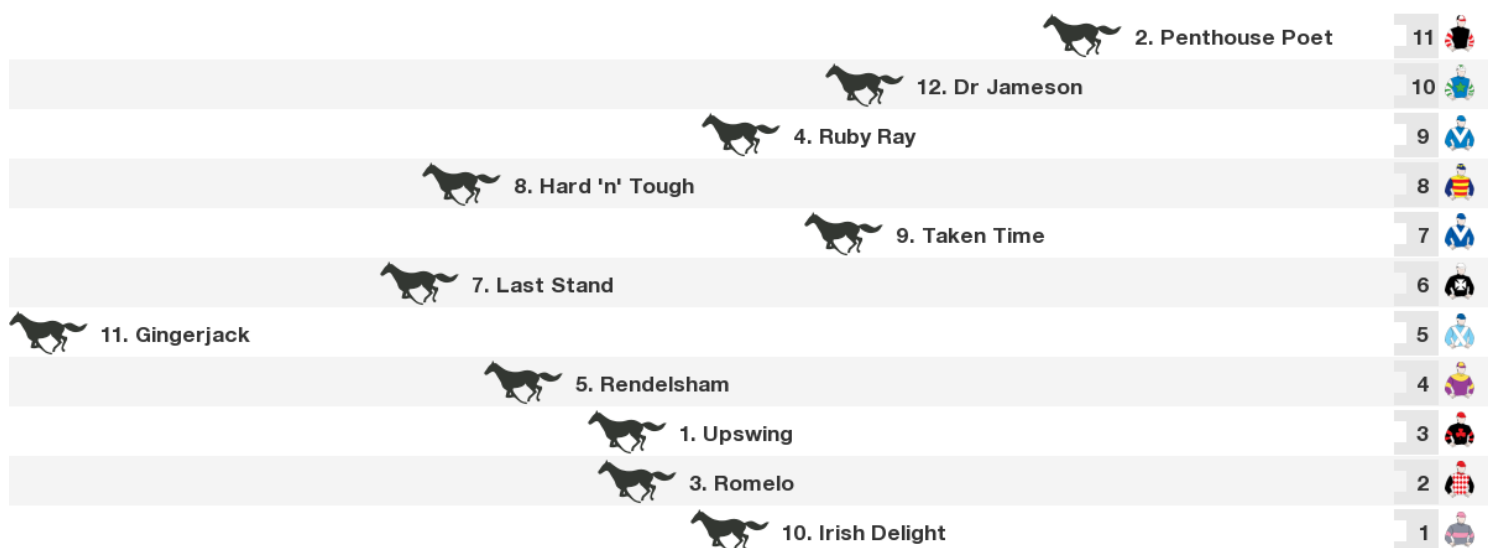 2. Penthouse Poet 11
12. Dr Jameson 10
4. Ruby Ray 9
8. Hard 'n' Tough 8
9. Taken Time 7
7. Last Stand 6
11. Gingerjack 5
5. Rendelsham 4
1. Upswing 3
3. Romelo 2
10. Irish Delight 1